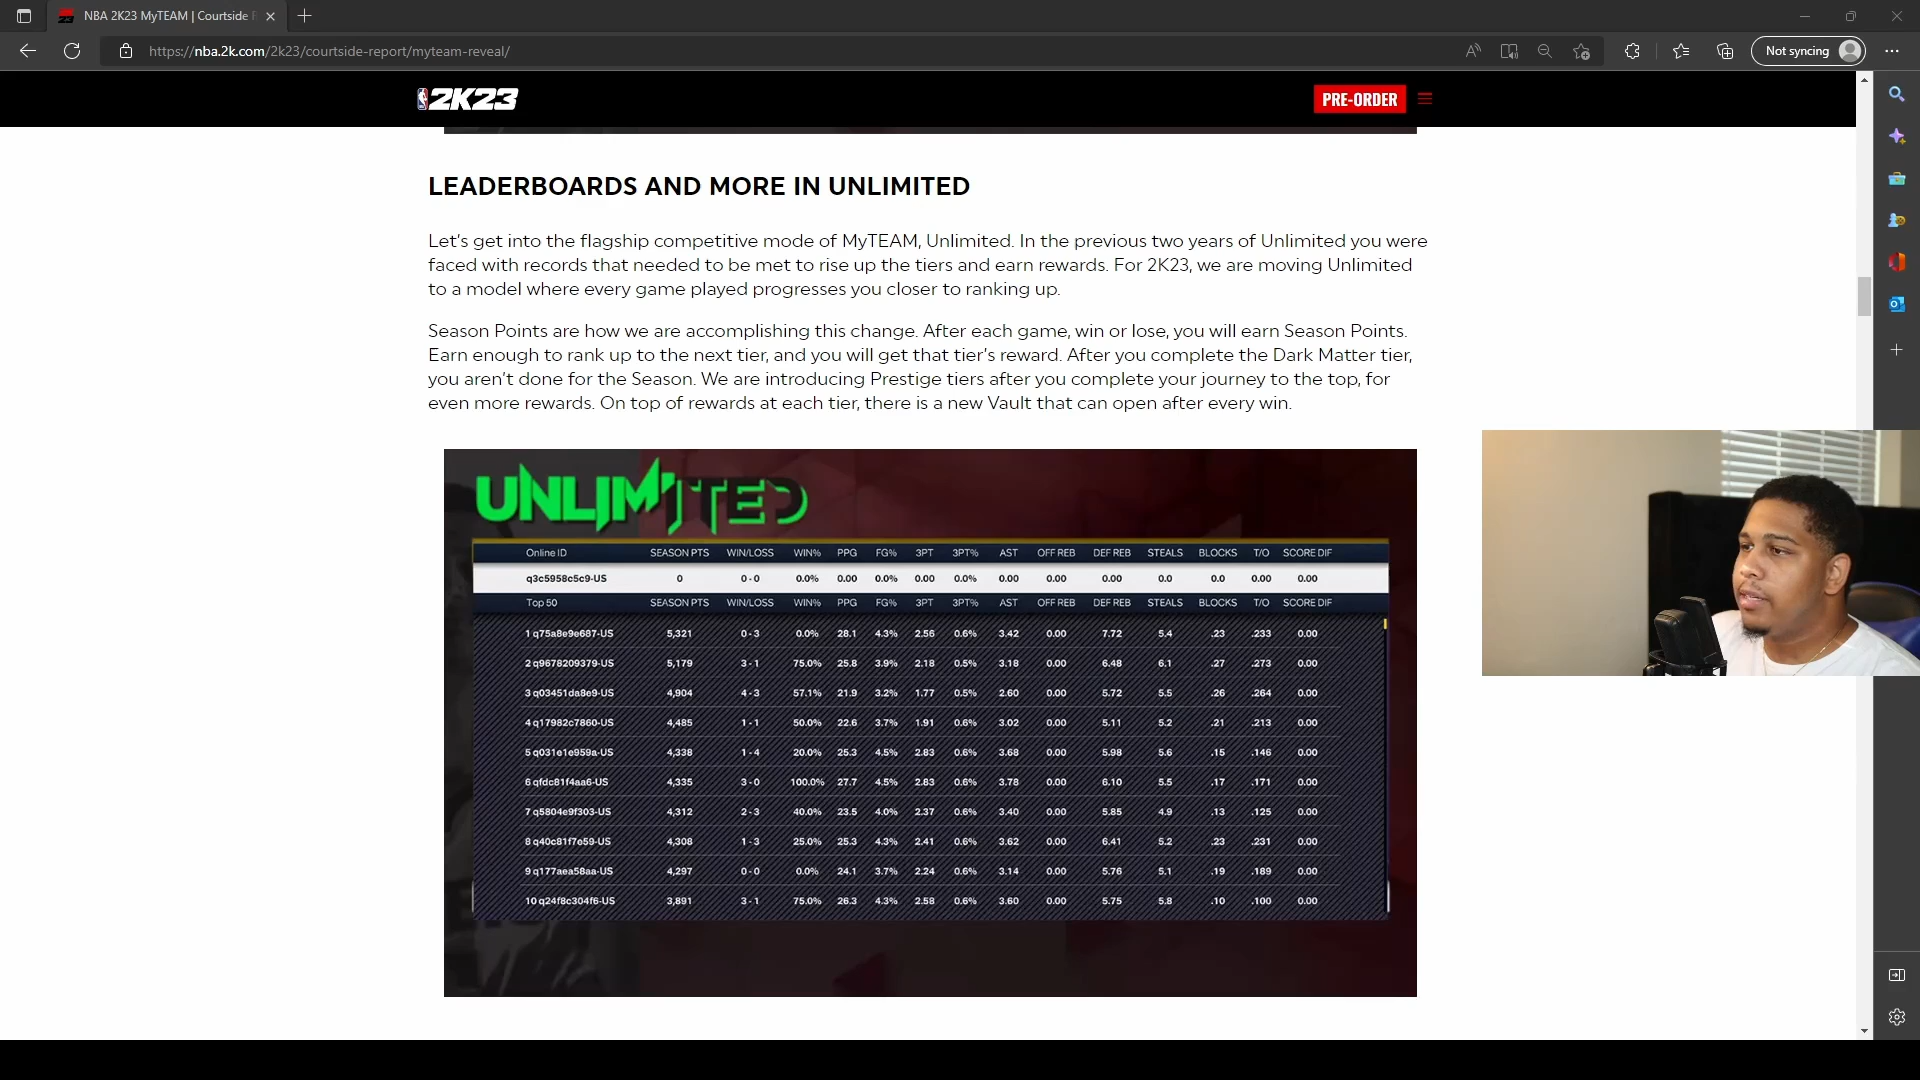 NBA 2K23 MyTEAM | Courtside R
https://nba.2k.com/2k23/courtside-report/myteam-reveal/
Not syncing
2K23
PRE-ORDER
LEADERBOARDS AND MORE IN UNLIMITED
Let's get into the flagship competitive mode of MyTEAM, Unlimited. In the previous two years of Unlimited you were
faced with records that needed to be met to rise up the tiers and earn rewards. For 2K23, we are moving Unlimited
to a model where every game played progresses you closer to ranking up.
Season Points are how we are accomplishing this change. After each game, win or lose, you will earn Season Points.
Earn enough to rank up to the next tier, and you will get that tier's reward. After you complete the Dark Matter tier,
you aren't done for the Season. We are introducing Prestige tiers after you complete your journey to the top, for
even more rewards. On top of rewards at each tier, there is a new Vault that can open after every win.
UNLIMITED
Online ID SEASON PTS WIN/LOSS WIN% PPG FG% 3PT 3PT% AST OFF REB DEF REB STEALS BLOCKS T/O SCORE DIF
q3c5958c5c9-US 0 0 - 0 0.0% 0.00 0.0% 0.00 0.0% 0.00 0.00 0.00 0.0 0.0 0.00 0.00
Top 50 SEASON PTS WIN/LOSS WIN% PPG FG% 3PT 3PT% AST OFF REB DEF REB STEALS BLOCKS T/O SCORE DIF
1 q75a8e9e687-US 5,321 0 - 3 0.0% 28.1 4.3% 2.56 0.6% 3.42 0.00 7.72 5.4 .23 .233 0.00
2 q9678209379-US 5,179 3 - 1 75.0% 25.8 3.9% 2.18 0.5% 3.18 0.00 6.48 6.1 .27 .273 0.00
3 q03451da8e9-US 4,904 4 - 3 57.1% 21.9 3.2% 1.77 0.5% 2.60 0.00 5.72 5.5 .26 .264 0.00
4 q17982c7860-US 4,485 1 - 1 50.0% 22.6 3.7% 1.91 0.6% 3.02 0.00 5.11 5.2 .21 .213 0.00
5 q031e1e959a-US 4,338 1 - 4 20.0% 25.3 4.5% 2.83 0.6% 3.68 0.00 5.98 5.6 .15 .146 0.00
6 qfdc81f4aa6-US 4,335 3 - 0 100.0% 27.7 4.5% 2.83 0.6% 3.78 0.00 6.10 5.5 .17 .171 0.00
7 q5804e9f303-US 4,312 2 - 3 40.0% 23.5 4.0% 2.37 0.6% 3.40 0.00 5.85 4.9 .13 .125 0.00
8 q40c81f7e59-US 4,308 1 - 3 25.0% 25.3 4.3% 2.41 0.6% 3.62 0.00 6.41 5.2 .23 .231 0.00
9 q177aea58aa-US 4,297 0 - 0 0.0% 24.1 3.7% 2.24 0.6% 3.14 0.00 5.76 5.1 .19 .189 0.00
10 q24f8c304f6-US 3,891 3 - 1 75.0% 26.3 4.3% 2.58 0.6% 3.60 0.00 5.75 5.8 .10 .100 0.00